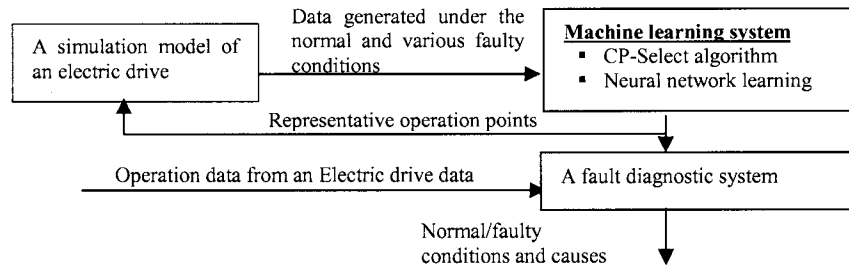 A simulation model of
an electric drive
Data generated under the
normal and various faulty
conditions
Machine learning system
▪ CP-Select algorithm
▪ Neural network learning
Representative operation points
Operation data from an Electric drive data
A fault diagnostic system
Normal/faulty
conditions and causes